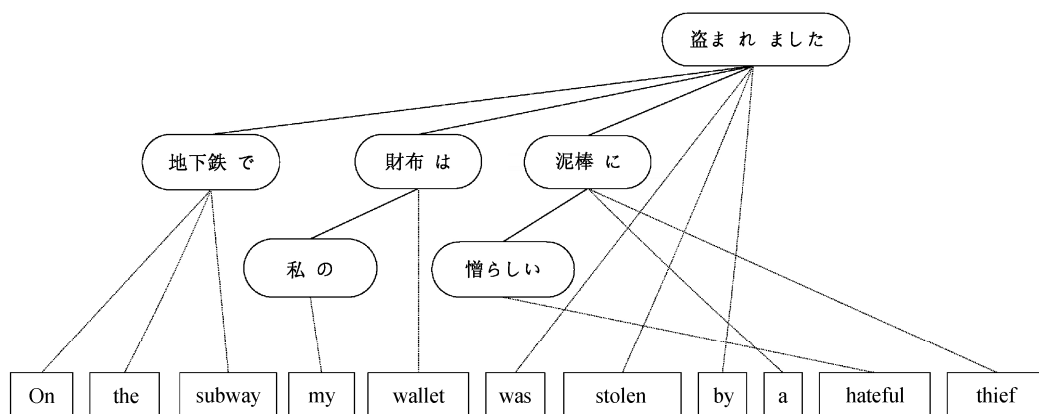 盗ま れ ました
地下鉄 で 財布 は 泥棒 に
私 の 憎らしい
On the subway my wallet was stolen by a hateful thief